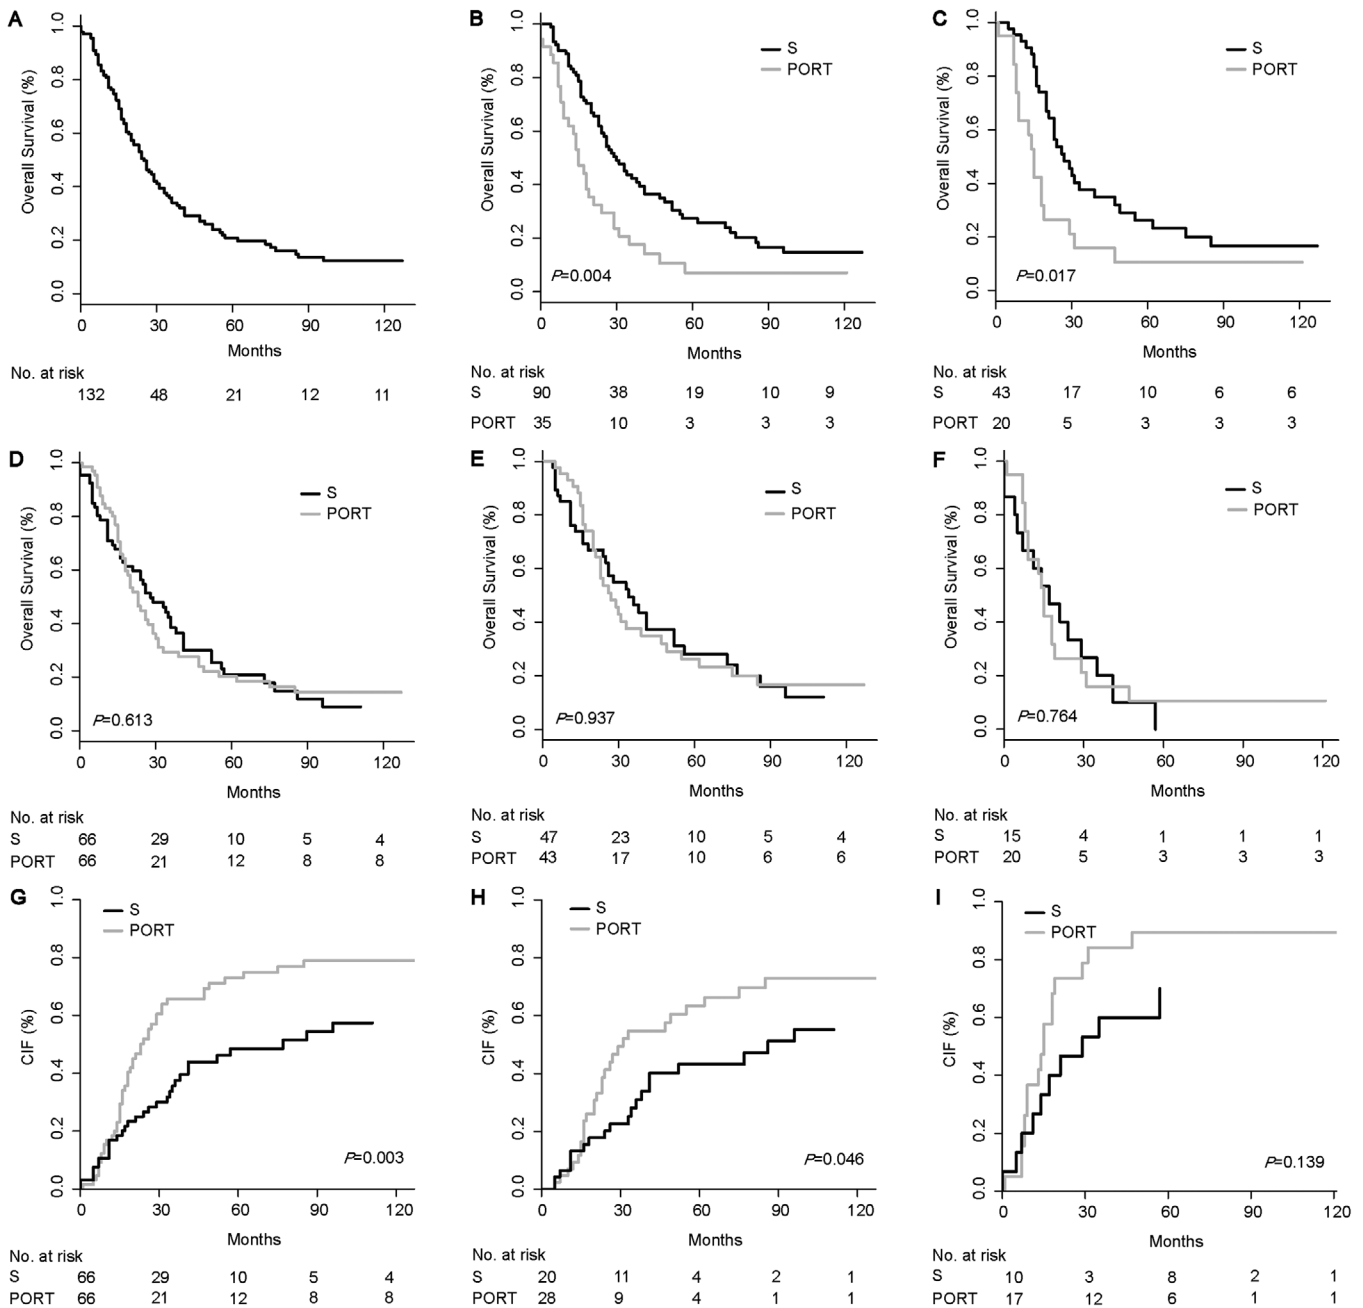 A
Overall Survival (%)
1.0
0.8
0.6
0.4
0.2
0.0
0 30 60 90 120
Months
No. at risk
132 48 21 12 11
B
Overall Survival (%)
1.0
0.8
0.6
0.4
0.2
0.0
S
PORT
P=0.004
0 30 60 90 120
Months
No. at risk
S 90 38 19 10 9
PORT 35 10 3 3 3
C
Overall Survival (%)
1.0
0.8
0.6
0.4
0.2
0.0
S
PORT
P=0.017
0 30 60 90 120
Months
No. at risk
S 43 17 10 6 6
PORT 20 5 3 3 3
D
Overall Survival (%)
1.0
0.8
0.6
0.4
0.2
0.0
S
PORT
P=0.613
0 30 60 90 120
Months
No. at risk
S 66 29 10 5 4
PORT 66 21 12 8 8
E
Overall Survival (%)
1.0
0.8
0.6
0.4
0.2
0.0
S
PORT
P=0.937
0 30 60 90 120
Months
No. at risk
S 47 23 10 5 4
PORT 43 17 10 6 6
F
Overall Survival (%)
1.0
0.8
0.6
0.4
0.2
0.0
S
PORT
P=0.764
0 30 60 90 120
Months
No. at risk
S 15 4 1 1 1
PORT 20 5 3 3 3
G
CIF (%)
1.0
0.8
0.6
0.4
0.2
0.0
S
PORT
P=0.003
0 30 60 90 120
Months
No. at risk
S 66 29 10 5 4
PORT 66 21 12 8 8
H
CIF (%)
1.0
0.8
0.6
0.4
0.2
0.0
S
PORT
P=0.046
0 30 60 90 120
Months
No. at risk
S 20 11 4 2 1
PORT 28 9 4 1 1
I
CIF (%)
1.0
0.8
0.6
0.4
0.2
0.0
S
PORT
P=0.139
0 30 60 90 120
Months
No. at risk
S 10 3 8 2 1
PORT 17 12 6 1 1